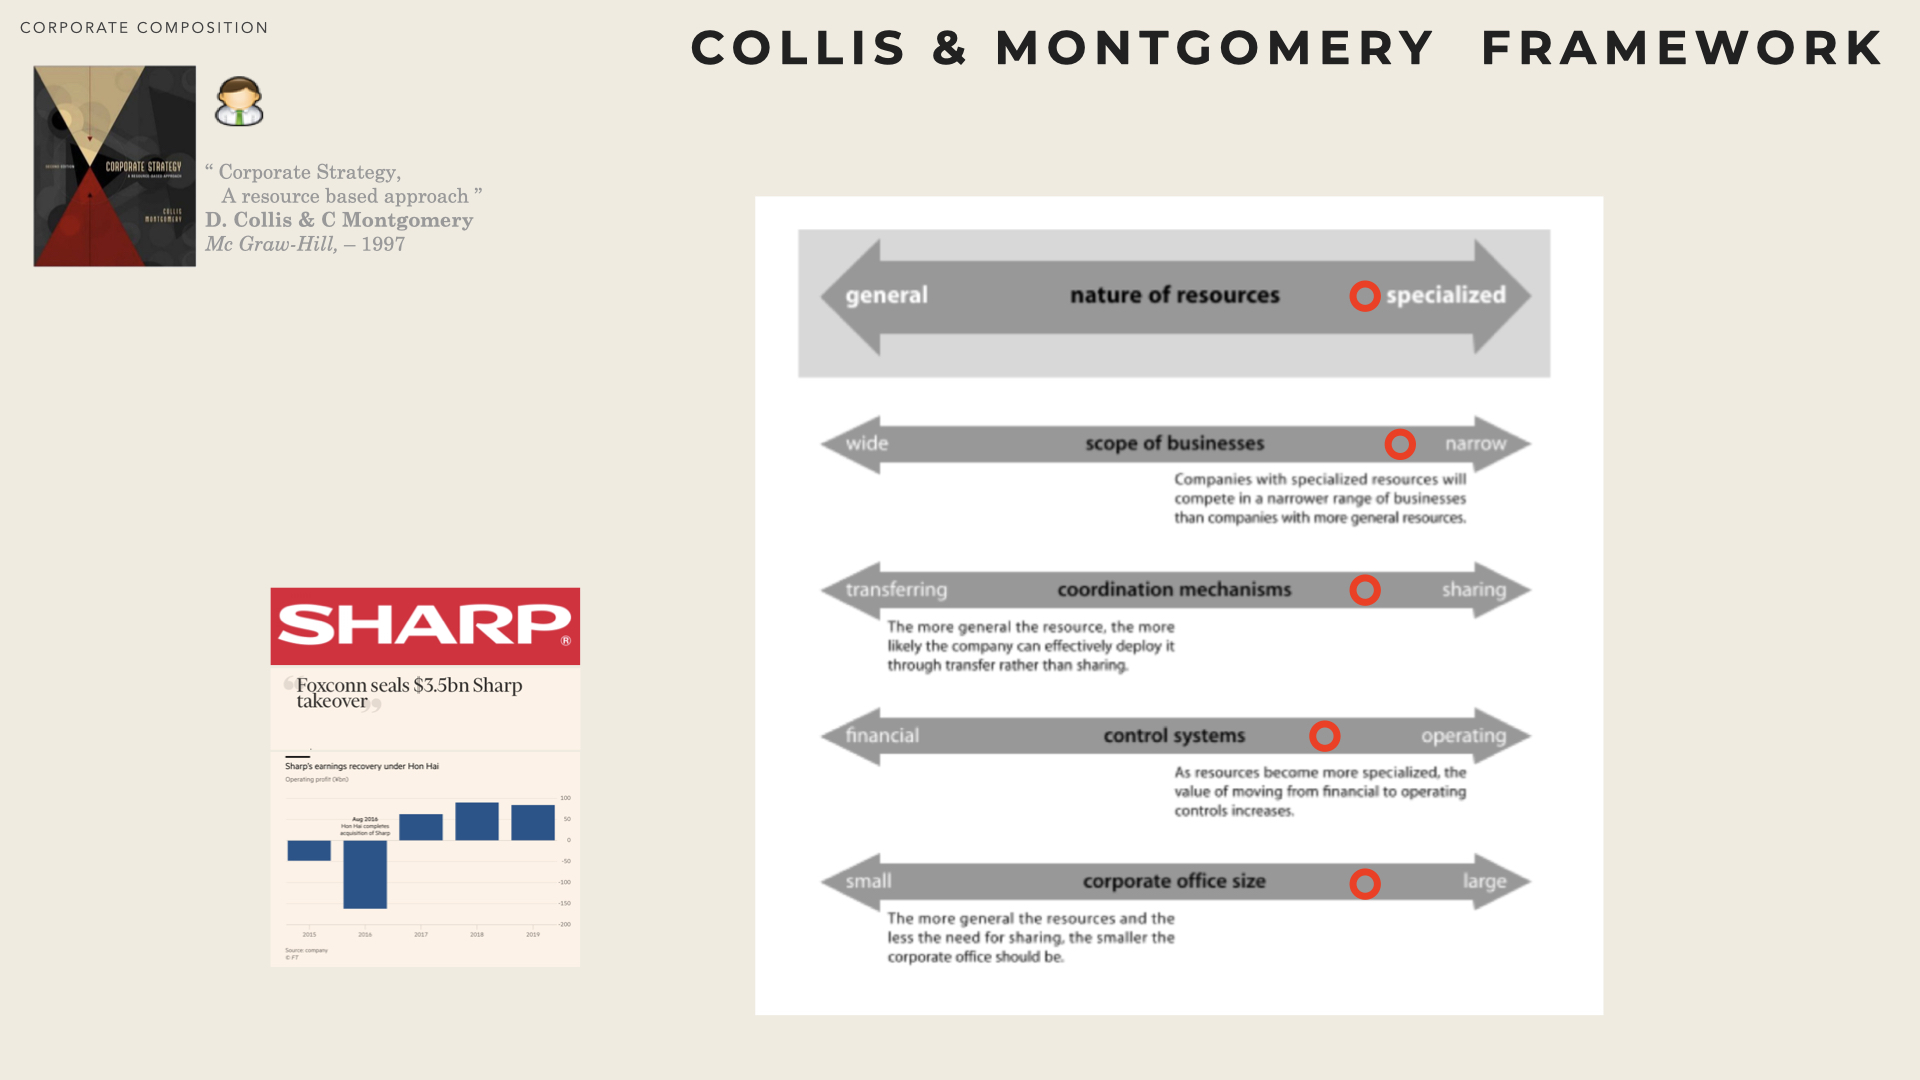 CORPORATE COMPOSITION
COLLIS & MONTGOMERY FRAMEWORK
CORPORATE STRATEGY
A RESOURCE-BASED APPROACH
COLLIS
MONTGOMERY
“ Corporate Strategy,
A resource based approach ”
D. Collis & C Montgomery
Mc Graw-Hill, – 1997
general nature of resources specialized
wide scope of businesses narrow
Companies with specialized resources will
compete in a narrower range of businesses
than companies with more general resources.
transferring coordination mechanisms sharing
The more general the resource, the more
likely the company can effectively deploy it
through transfer rather than sharing.
financial control systems operating
As resources become more specialized, the
value of moving from financial to operating
controls increases.
small corporate office size large
The more general the resources and the
less the need for sharing, the smaller the
corporate office should be.
SHARP®
“Foxconn seals $3.5bn Sharp
takeover”
Sharp's earnings recovery under Hon Hai
Operating profit (¥bn)
100
Aug 2016
Hon Hai completes
acquisition of Sharp
50
0
-50
-100
-150
-200
2015 2016 2017 2018 2019
Source: company
© FT